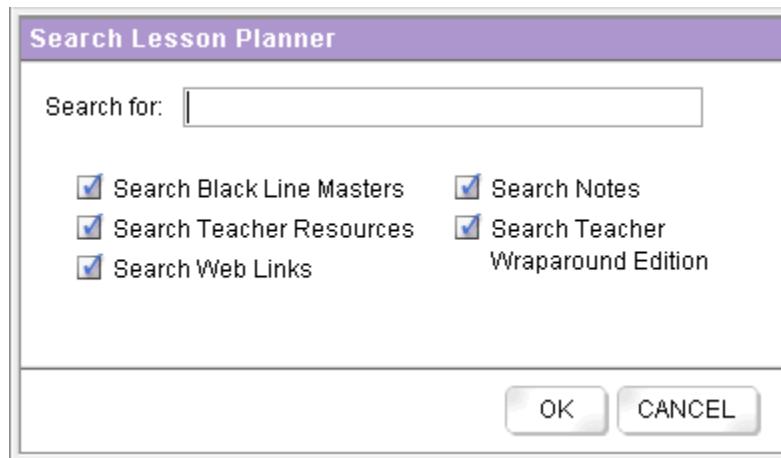 Search Lesson Planner
Search for:
Search Black Line Masters
Search Teacher Resources
Search Web Links
Search Notes
Search Teacher
Wraparound Edition
OK
CANCEL